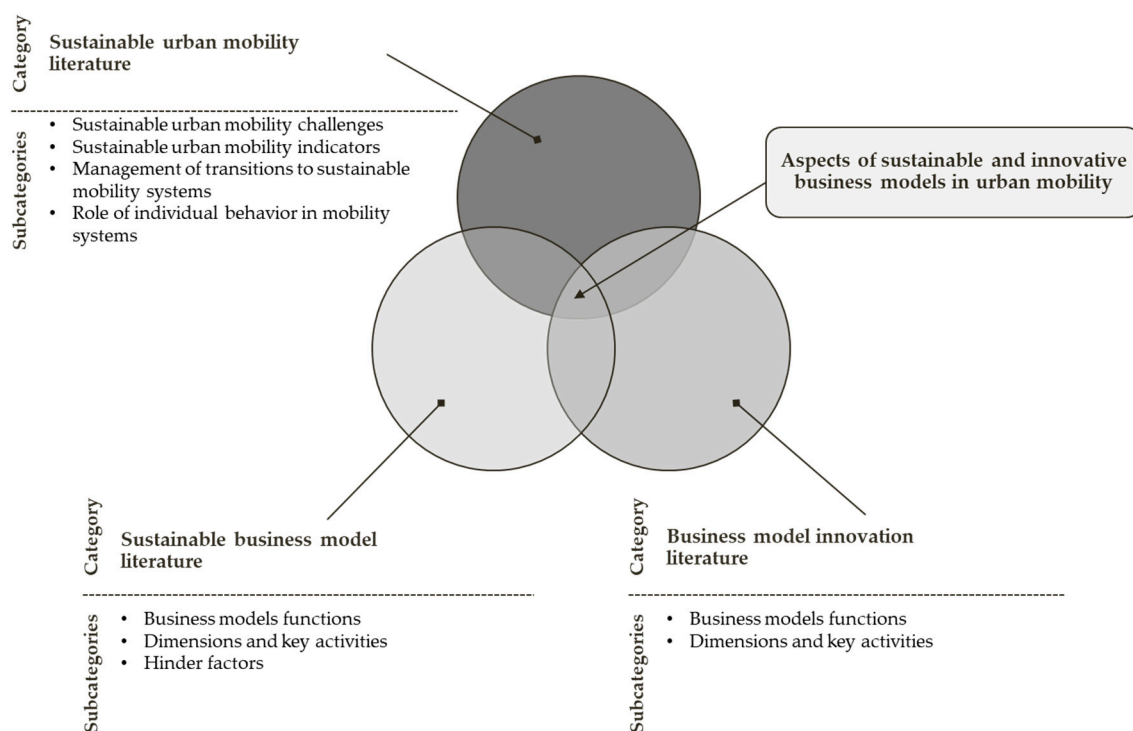 Category
Sustainable urban mobility
literature
Subcategories
• Sustainable urban mobility challenges
• Sustainable urban mobility indicators
• Management of transitions to sustainable
mobility systems
• Role of individual behavior in mobility
systems
Aspects of sustainable and innovative
business models in urban mobility
Category
Sustainable business model
literature
Subcategories
• Business models functions
• Dimensions and key activities
• Hinder factors
Category
Business model innovation
literature
Subcategories
• Business models functions
• Dimensions and key activities